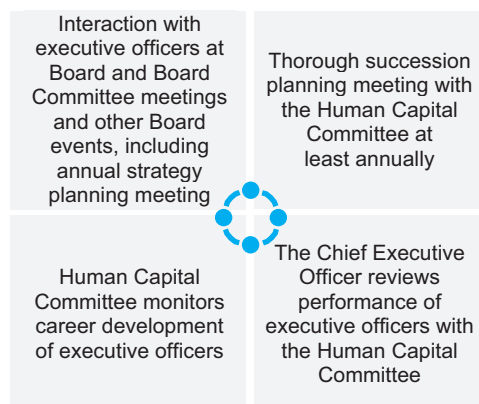 Interaction with
executive officers at
Board and Board
Committee meetings
and other Board
events, including
annual strategy
planning meeting
Thorough succession
planning meeting with
the Human Capital
Committee at
least annually
Human Capital
Committee monitors
career development
of executive officers
The Chief Executive
Officer reviews
performance of
executive officers with
the Human Capital
Committee